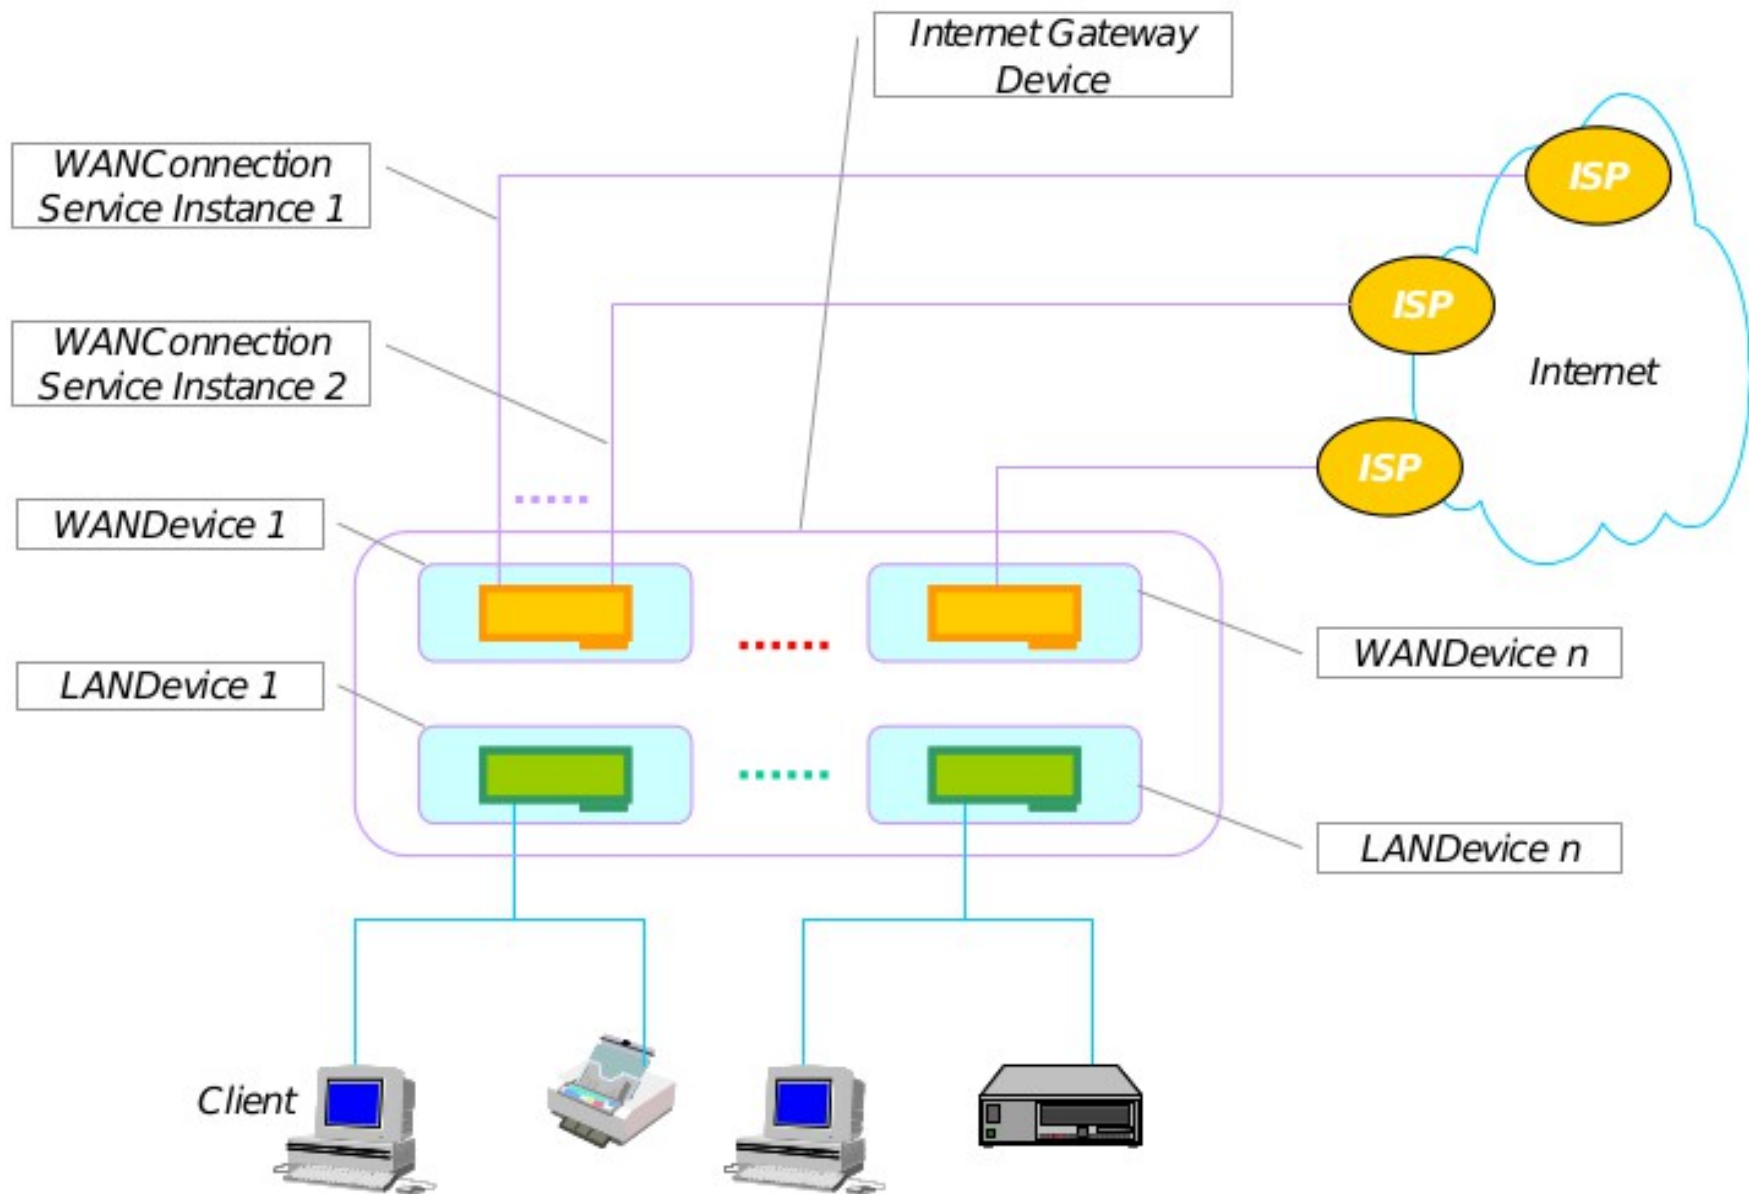 Internet Gateway
Device
WANConnection
Service Instance 1
ISP
WANConnection
Service Instance 2
ISP
Internet
ISP
WANDevice 1
WANDevice n
LANDevice 1
LANDevice n
Client